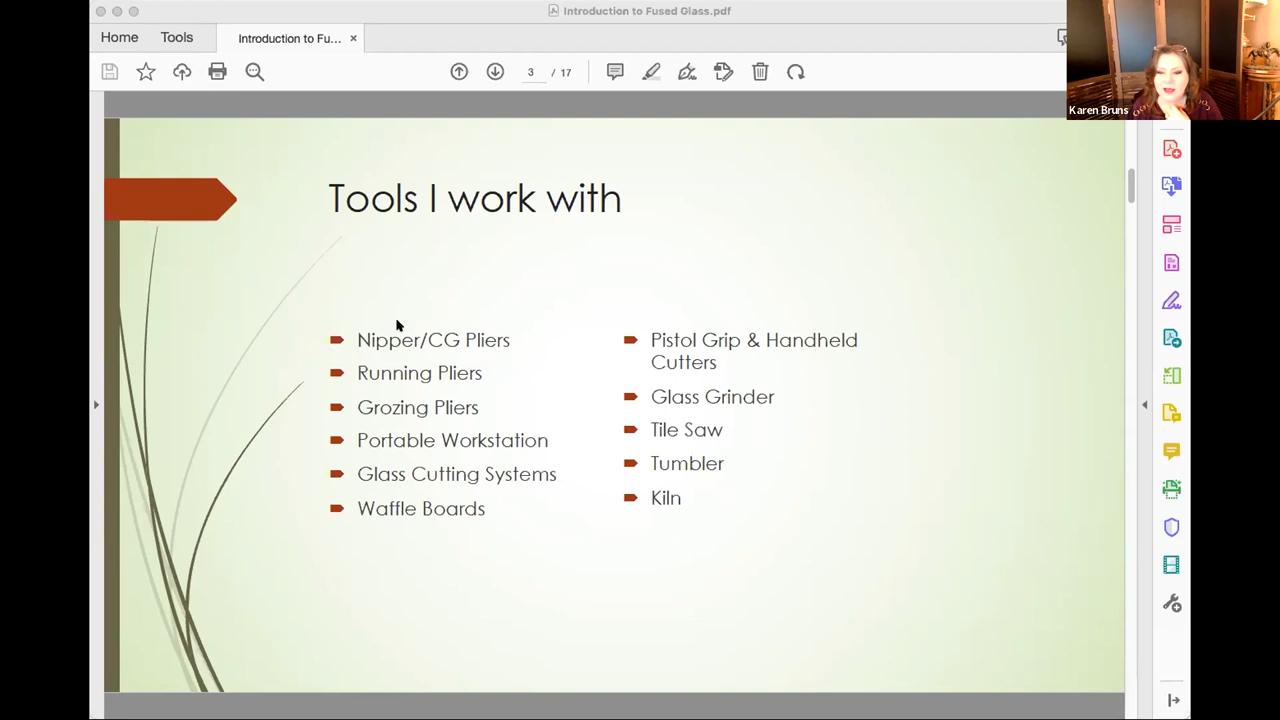 Introduction to Fused Glass.pdf
Home
Tools
Introduction to Fu...
3 / 17
Karen Bruns
Tools I work with
Nipper/CG Pliers
Running Pliers
Grozing Pliers
Portable Workstation
Glass Cutting Systems
Waffle Boards
Pistol Grip & Handheld
Cutters
Glass Grinder
Tile Saw
Tumbler
Kiln